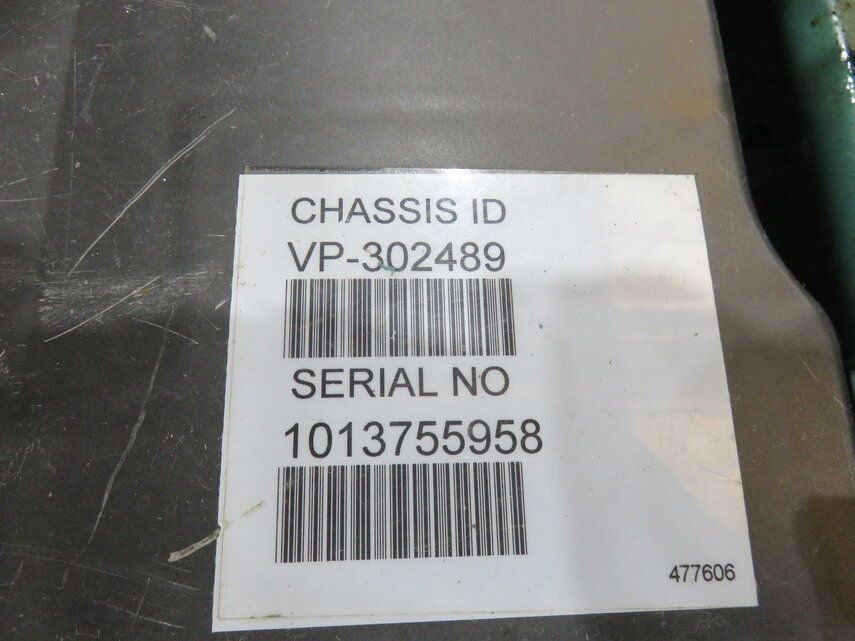 CHASSIS ID
VP-302489
SERIAL NO
1013755958
477606